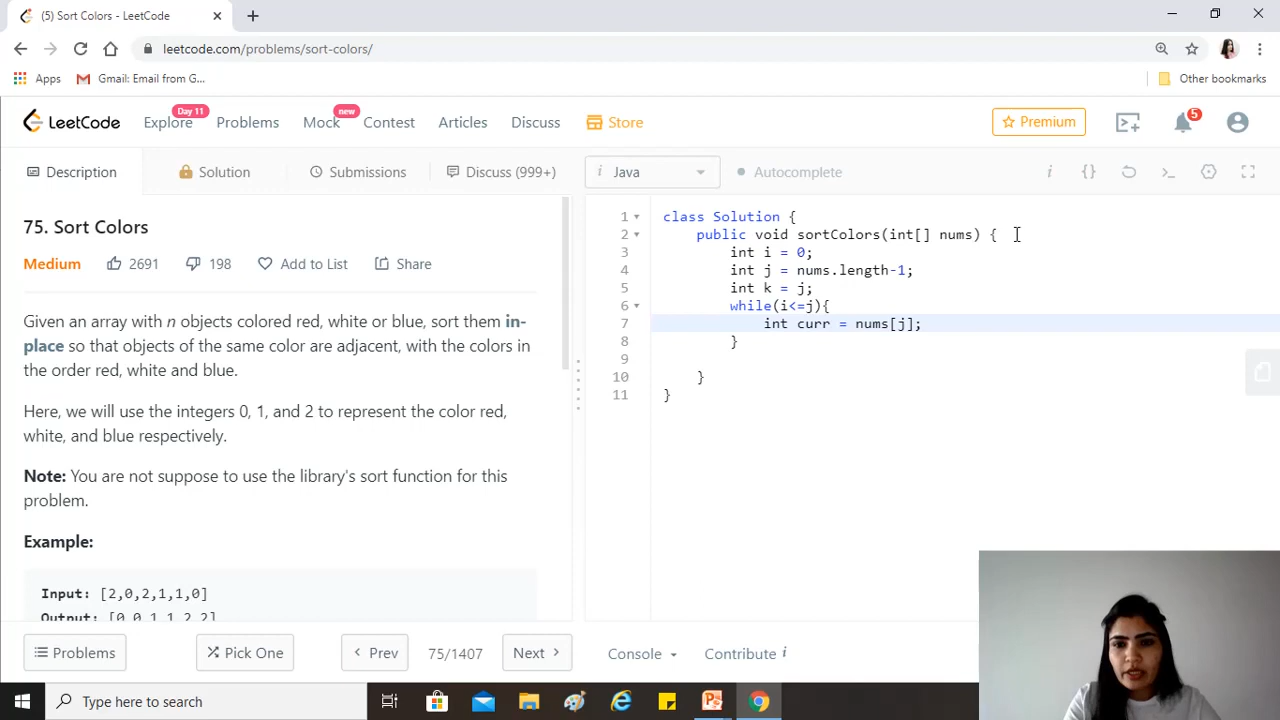 (5) Sort Colors - LeetCode
leetcode.com/problems/sort-colors/
Apps
Gmail: Email from G...
Other bookmarks
LeetCode
Explore
Day 11
Problems
Mock
new
Contest
Articles
Discuss
Store
Premium
5
Description
Solution
Submissions
Discuss (999+)
i Java
Autocomplete
i {}
75. Sort Colors
Medium
2691
198
Add to List
Share
Given an array with n objects colored red, white or blue, sort them in-
place so that objects of the same color are adjacent, with the colors in
the order red, white and blue.
Here, we will use the integers 0, 1, and 2 to represent the color red,
white, and blue respectively.
Note: You are not suppose to use the library's sort function for this
problem.
Example:
Input: [2,0,2,1,1,0]
Output: [0,0,1,1,2,2]
1 class Solution {
2 public void sortColors(int[] nums) {
3 int i = 0;
4 int j = nums.length-1;
5 int k = j;
6 while(i<=j){
7 int curr = nums[j];
8 }
9
10 }
11 }
Problems
Pick One
Prev
75/1407
Next
Console
Contribute i
Type here to search